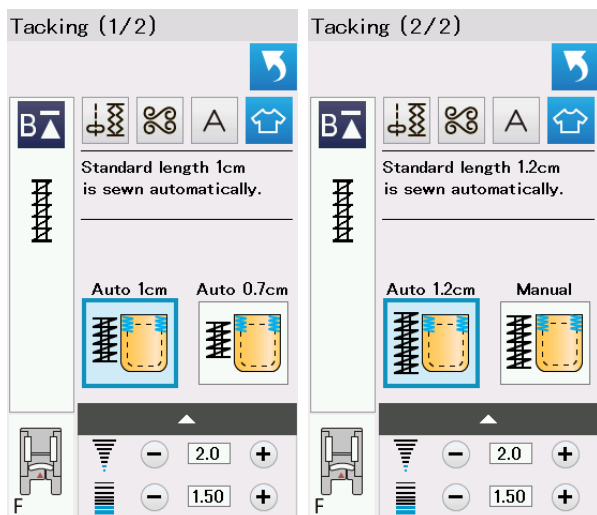 Tacking (1/2)
B
A
Standard length 1cm
is sewn automatically.
Auto 1cm
Auto 0.7cm
2.0
1.50
F
Tacking (2/2)
B
A
Standard length 1.2cm
is sewn automatically.
Auto 1.2cm
Manual
2.0
1.50
F